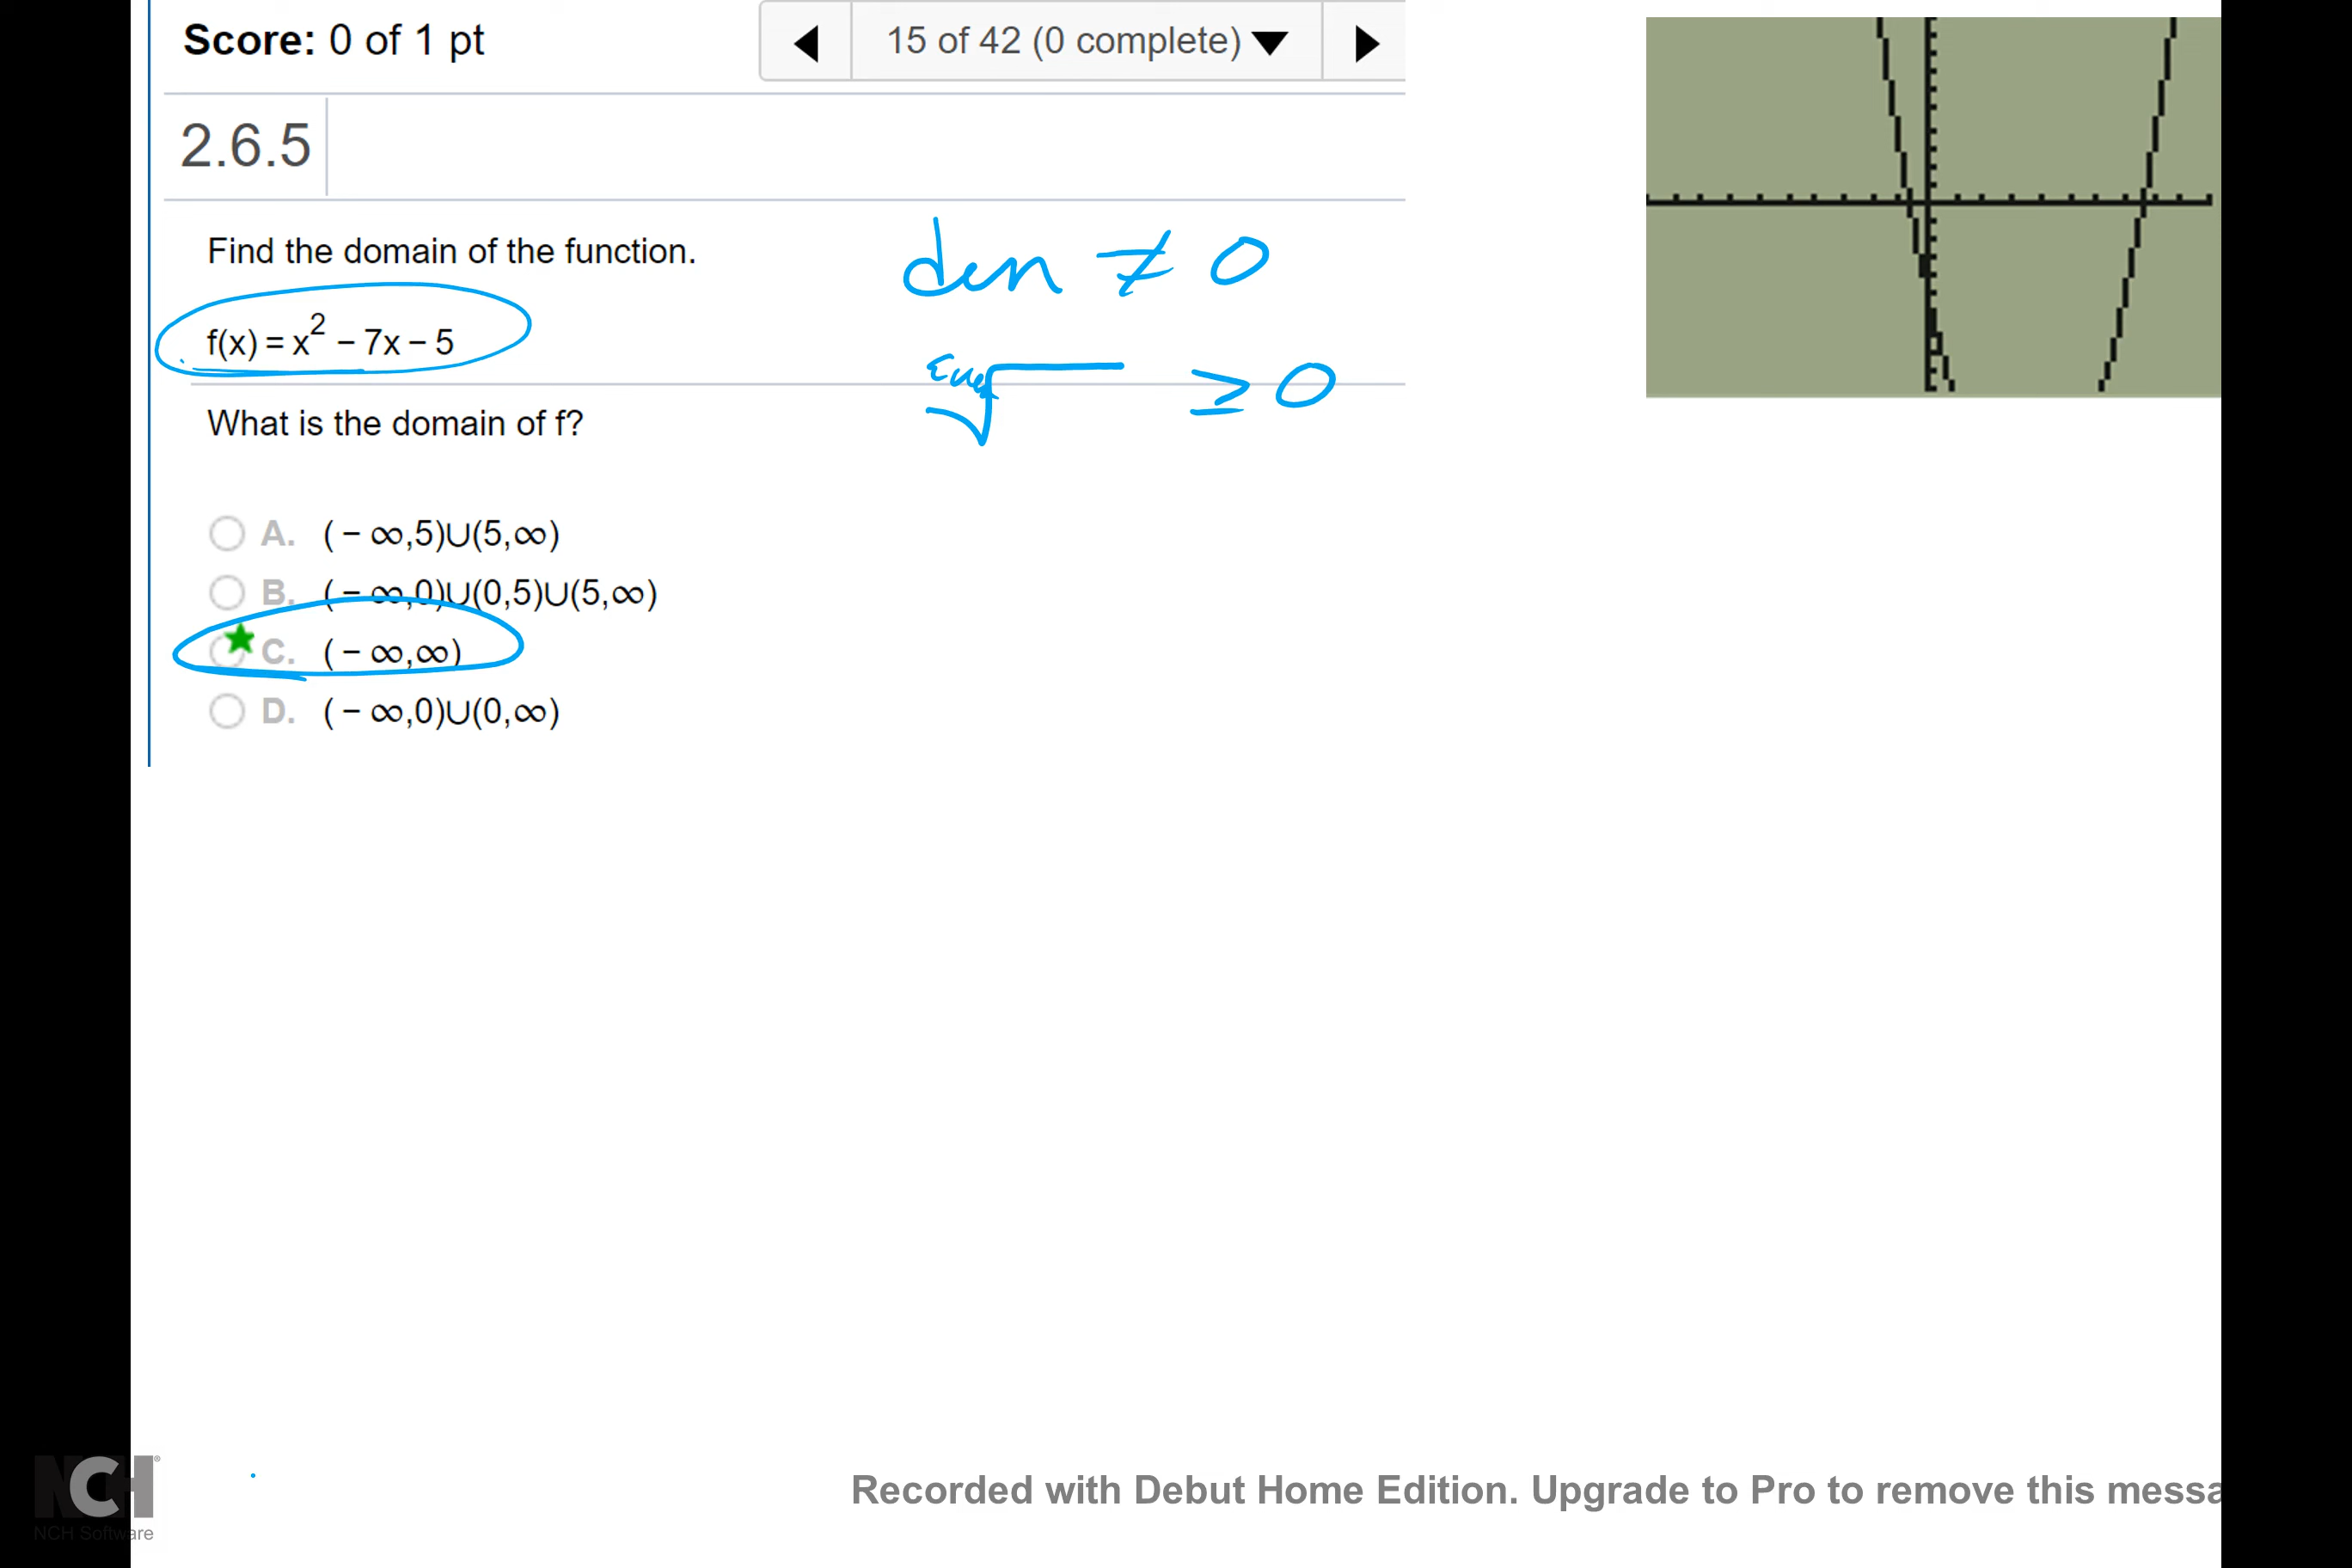 Score: 0 of 1 pt
15 of 42 (0 complete)
2.6.5
Find the domain of the function.
den ≠ 0
f(x) = x² − 7x − 5
even√ ≥ 0
What is the domain of f?
A. (− ∞,5)∪(5,∞)
B. (− ∞,0)∪(0,5)∪(5,∞)
C. (− ∞,∞)
D. (− ∞,0)∪(0,∞)
NCH®
NCH Software
Recorded with Debut Home Edition. Upgrade to Pro to remove this messa